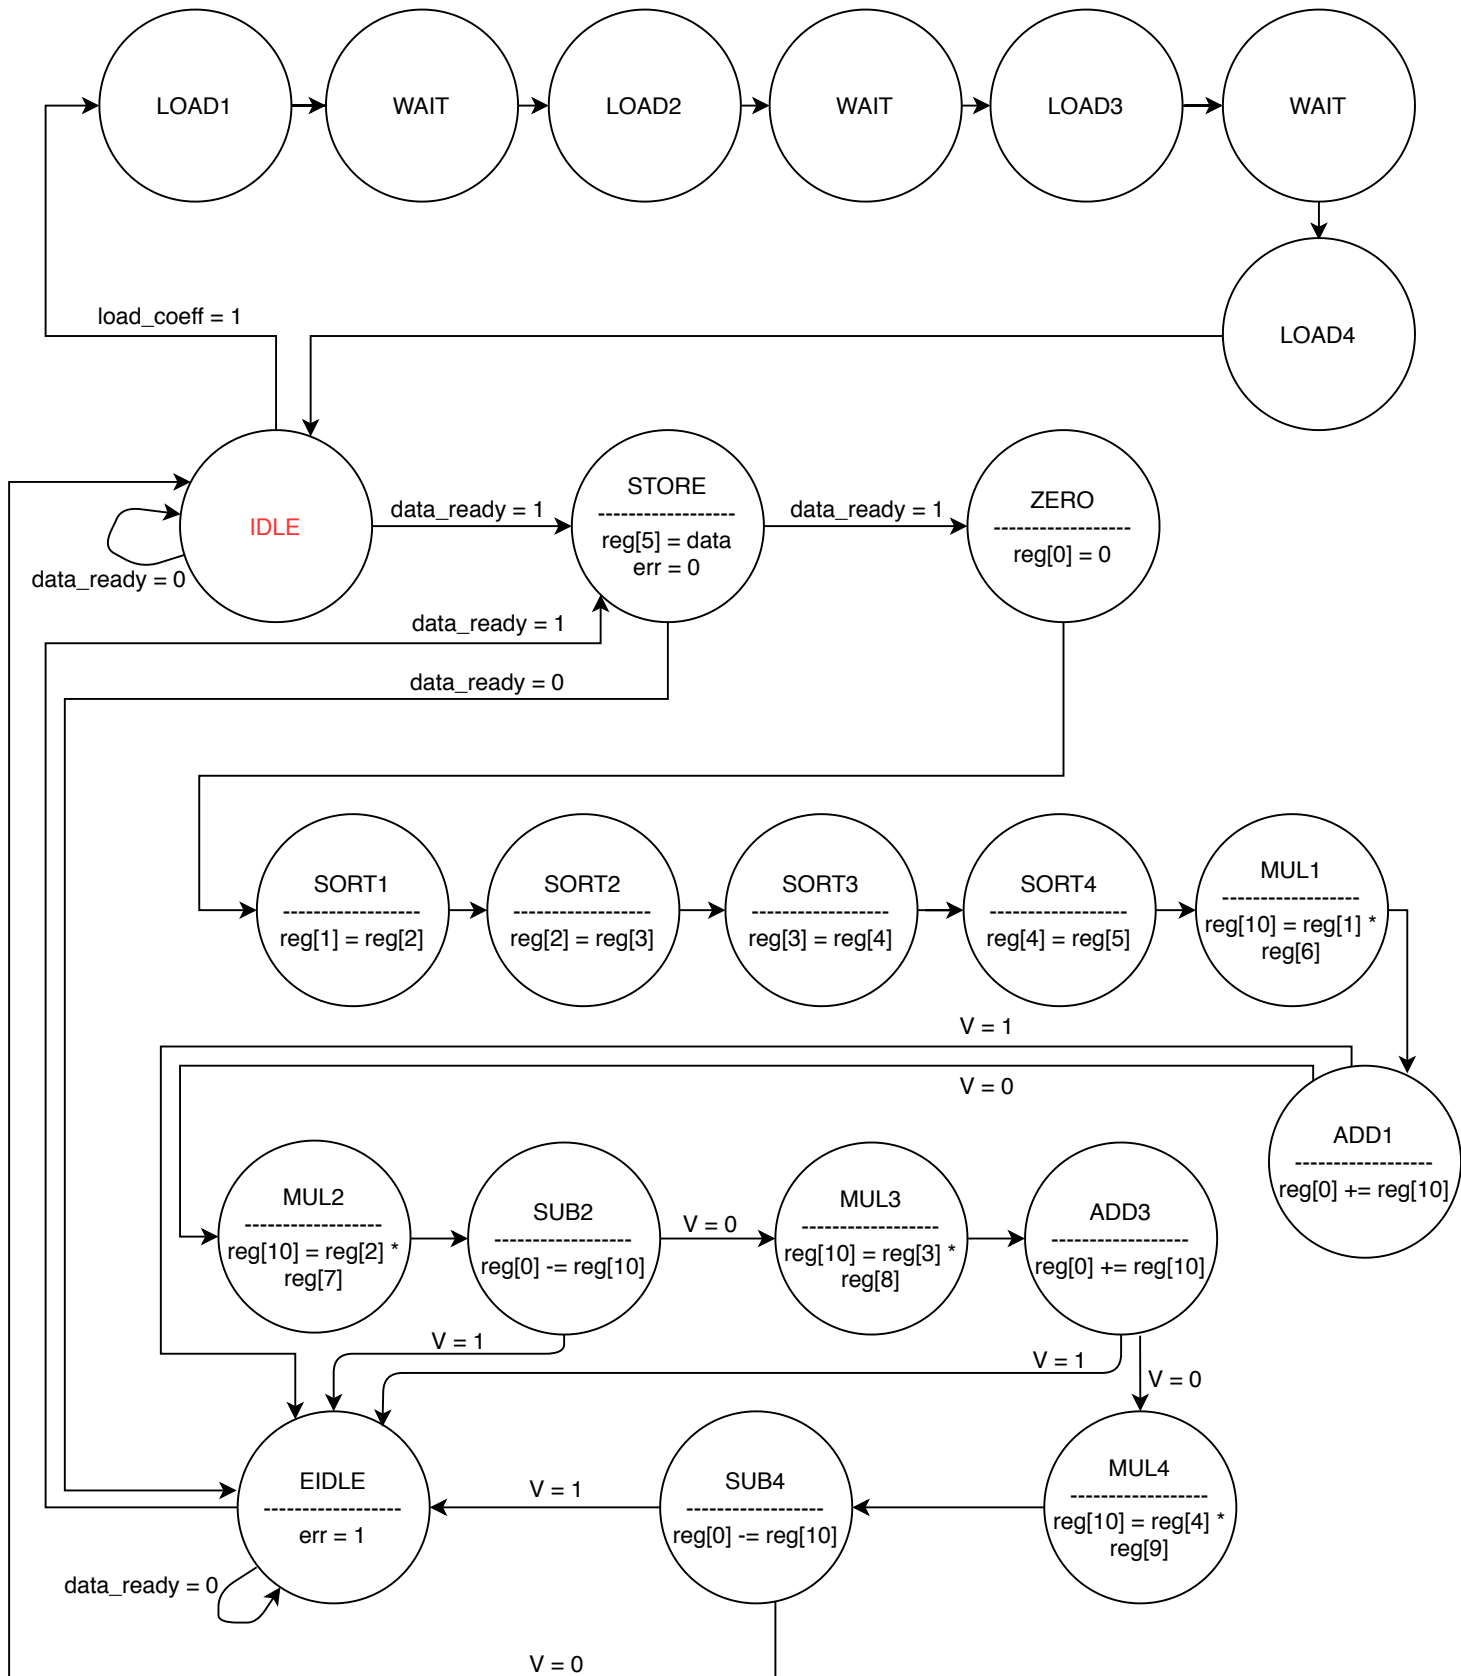 LOAD1
WAIT
LOAD2
WAIT
LOAD3
WAIT
load_coeff = 1
LOAD4
IDLE
data_ready = 0
data_ready = 1
STORE
-------------------
reg[5] = data
err = 0
data_ready = 1
ZERO
-------------------
reg[0] = 0
data_ready = 1
data_ready = 0
SORT1
-------------------
reg[1] = reg[2]
SORT2
-------------------
reg[2] = reg[3]
SORT3
-------------------
reg[3] = reg[4]
SORT4
-------------------
reg[4] = reg[5]
MUL1
-------------------
reg[10] = reg[1] *
reg[6]
V = 1
V = 0
ADD1
-------------------
reg[0] += reg[10]
MUL2
-------------------
reg[10] = reg[2] *
reg[7]
SUB2
-------------------
reg[0] -= reg[10]
V = 0
MUL3
-------------------
reg[10] = reg[3] *
reg[8]
ADD3
-------------------
reg[0] += reg[10]
V = 1
V = 1
V = 0
EIDLE
-------------------
err = 1
V = 1
SUB4
-------------------
reg[0] -= reg[10]
MUL4
-------------------
reg[10] = reg[4] *
reg[9]
data_ready = 0
V = 0